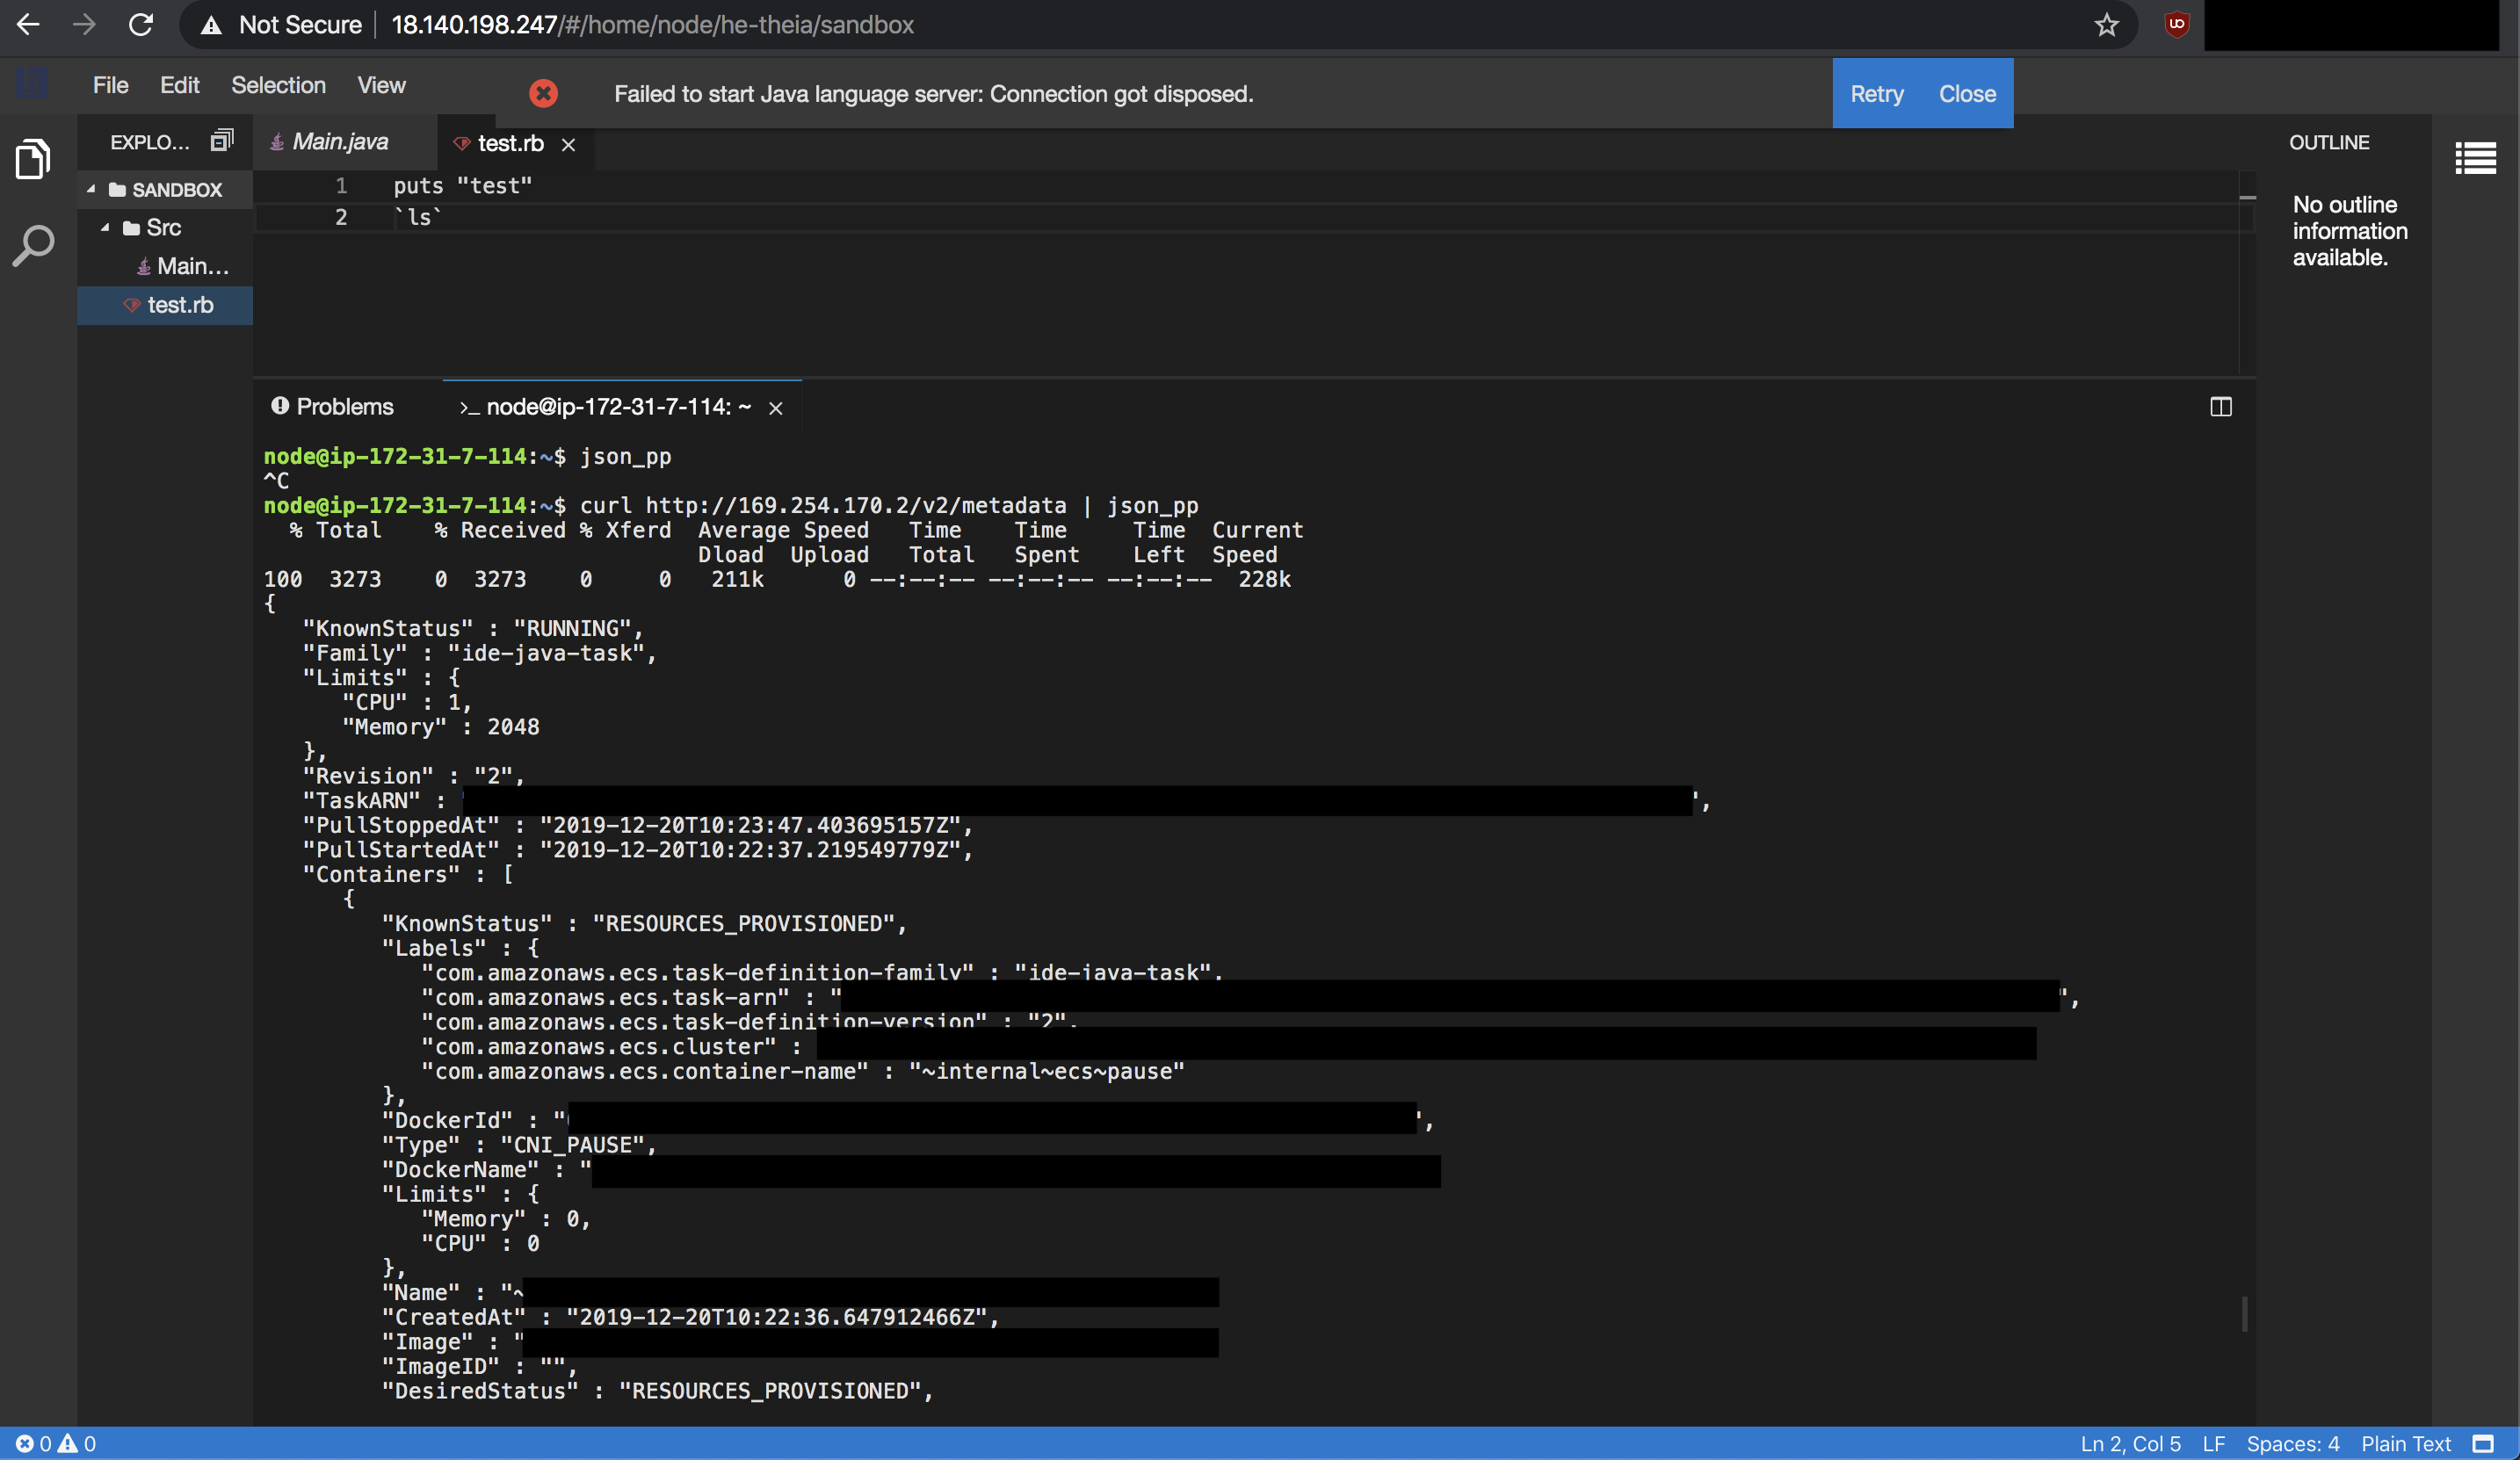 Not Secure 18.140.198.247/#/home/node/he-theia/sandbox
File Edit Selection View
Failed to start Java language server: Connection got disposed.
Retry Close
EXPLO...
Main.java
test.rb
OUTLINE
SANDBOX
Src
Main...
test.rb
1 puts "test"
2 `ls`
No outline
information
available.
Problems
>_ node@ip-172-31-7-114: ~
node@ip-172-31-7-114:~$ json_pp
^C
node@ip-172-31-7-114:~$ curl http://169.254.170.2/v2/metadata | json_pp
% Total % Received % Xferd Average Speed Time Time Time Current
Dload Upload Total Spent Left Speed
100 3273 0 3273 0 0 211k 0 --:--:-- --:--:-- --:--:-- 228k
{
"KnownStatus" : "RUNNING",
"Family" : "ide-java-task",
"Limits" : {
"CPU" : 1,
"Memory" : 2048
},
"Revision" : "2",
"TaskARN" : ",
"PullStoppedAt" : "2019-12-20T10:23:47.403695157Z",
"PullStartedAt" : "2019-12-20T10:22:37.219549779Z",
"Containers" : [
{
"KnownStatus" : "RESOURCES_PROVISIONED",
"Labels" : {
"com.amazonaws.ecs.task-definition-family" : "ide-java-task",
"com.amazonaws.ecs.task-arn" : "",
"com.amazonaws.ecs.task-definition-version" : "2",
"com.amazonaws.ecs.cluster" :
"com.amazonaws.ecs.container-name" : "~internal~ecs~pause"
},
"DockerId" : "",
"Type" : "CNI_PAUSE",
"DockerName" : "
"Limits" : {
"Memory" : 0,
"CPU" : 0
},
"Name" : "~
"CreatedAt" : "2019-12-20T10:22:36.647912466Z",
"Image" : "
"ImageID" : "",
"DesiredStatus" : "RESOURCES_PROVISIONED",
0 0
Ln 2, Col 5 LF Spaces: 4 Plain Text